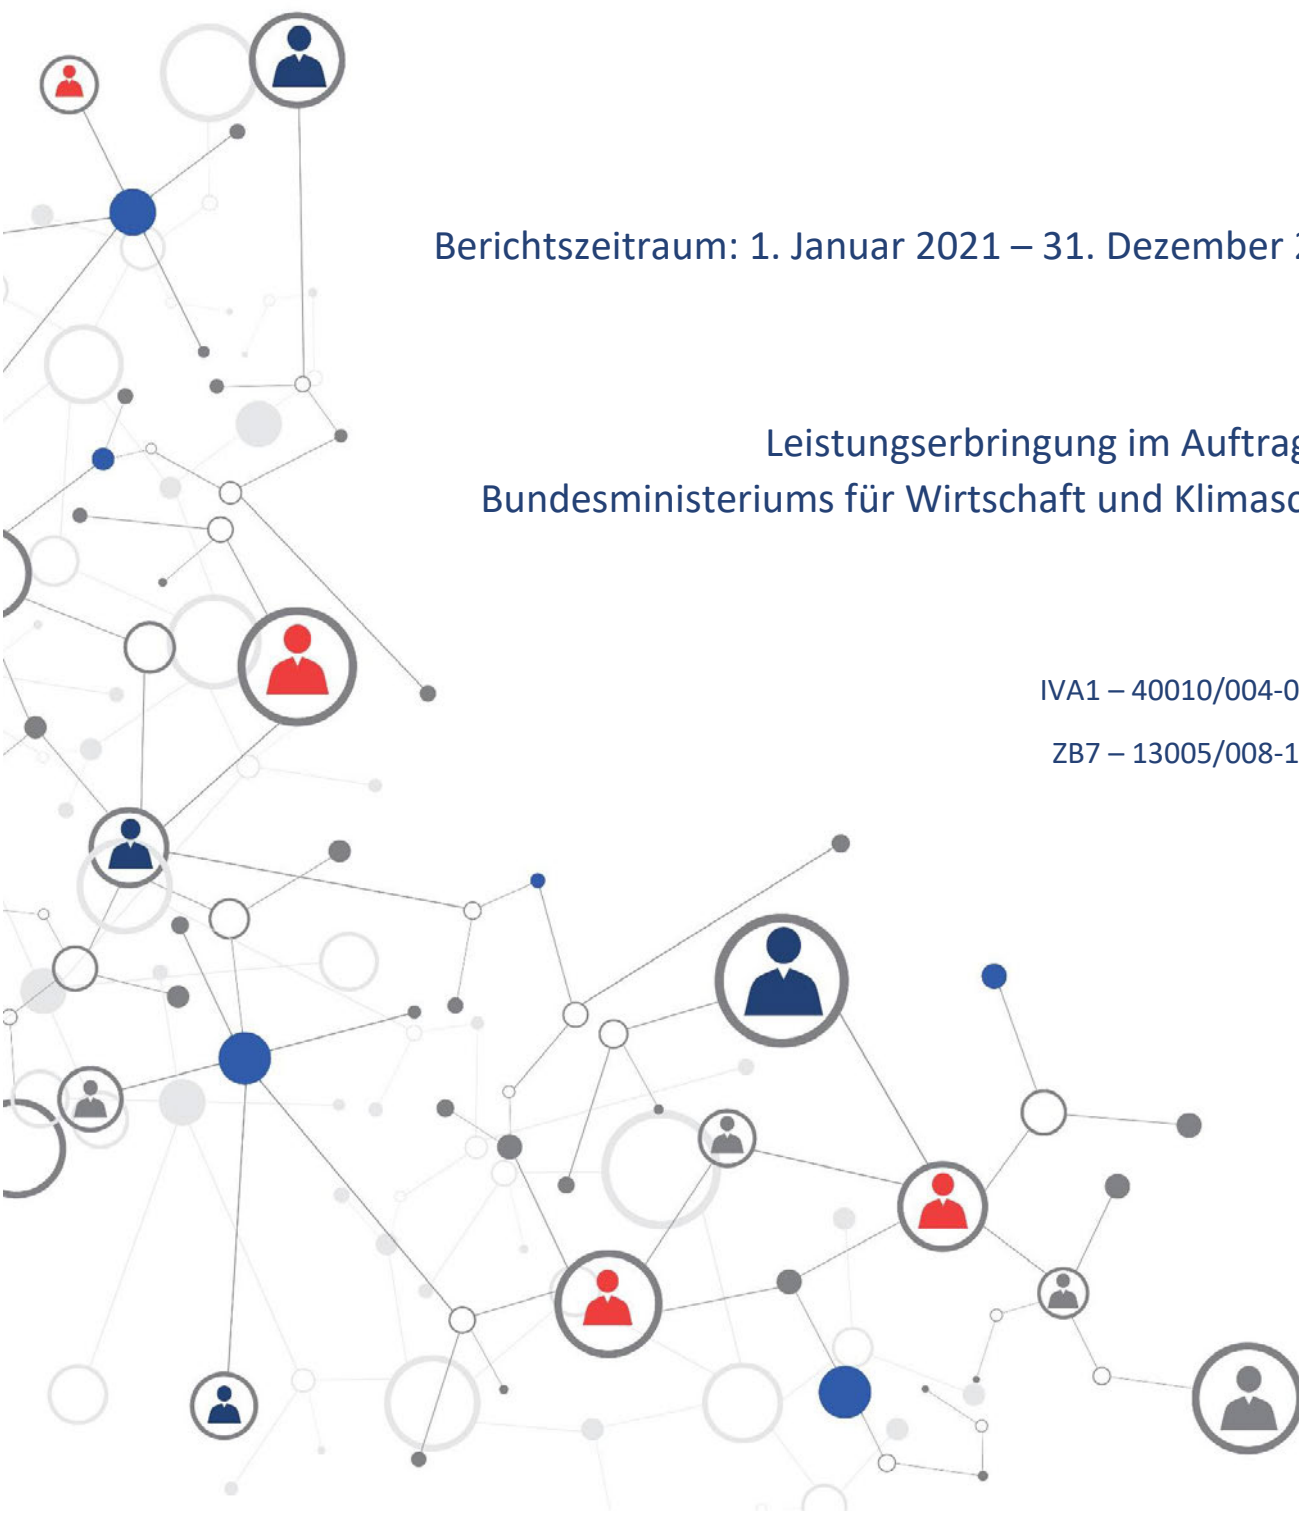 Berichtszeitraum: 1. Januar 2021 – 31. Dezember
Leistungserbringung im Auftrag
Bundesministeriums für Wirtschaft und Klimasc
IVA1 – 40010/004-0
ZB7 – 13005/008-1